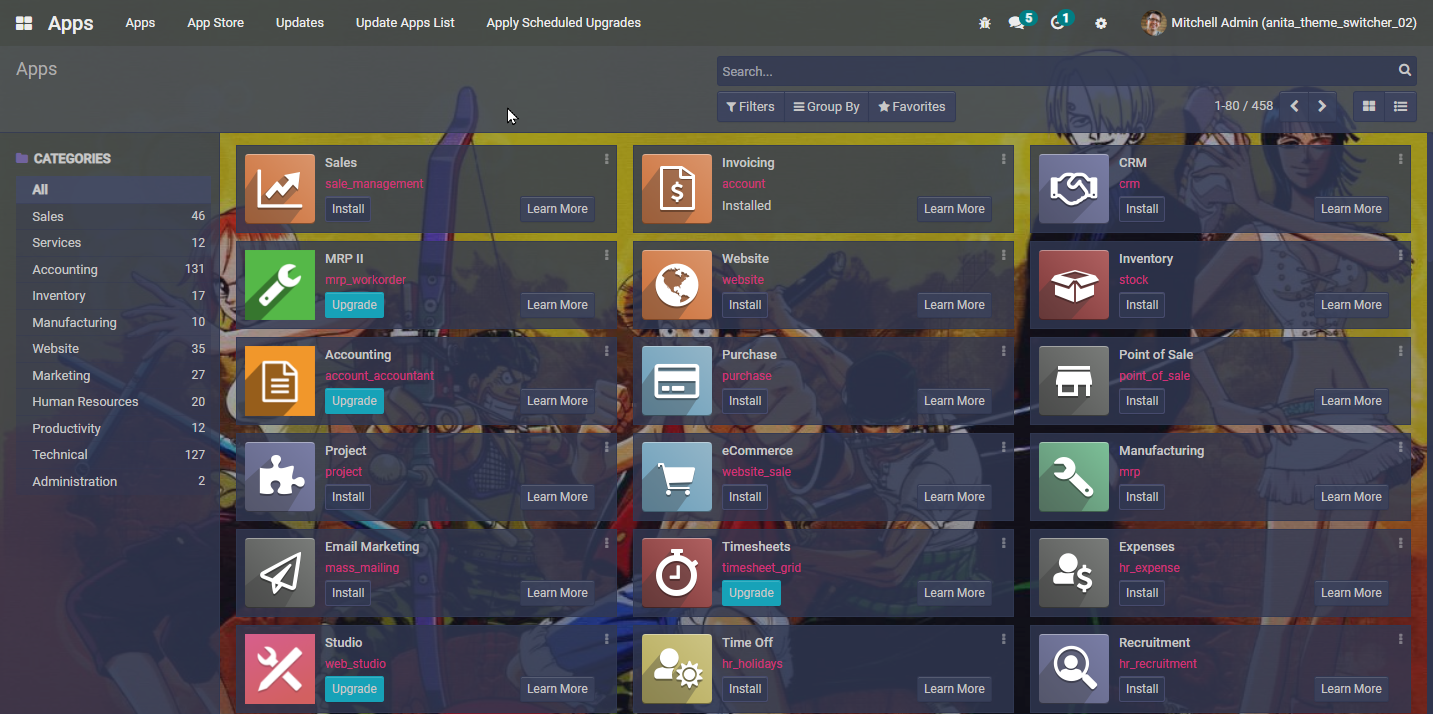 Apps Apps App Store Updates Update Apps List Apply Scheduled Upgrades 5 1 Mitchell Admin (anita_theme_switcher_02)
Apps
Search...
Filters Group By Favorites 1-80 / 458
CATEGORIES
All
Sales 46
Services 12
Accounting 131
Inventory 17
Manufacturing 10
Website 35
Marketing 27
Human Resources 20
Productivity 12
Technical 127
Administration 2
Sales
sale_management
Install Learn More
Invoicing
account
Installed Learn More
CRM
crm
Install Learn More
MRP II
mrp_workorder
Upgrade Learn More
Website
website
Install Learn More
Inventory
stock
Install Learn More
Accounting
account_accountant
Upgrade Learn More
Purchase
purchase
Install Learn More
Point of Sale
point_of_sale
Install Learn More
Project
project
Install Learn More
eCommerce
website_sale
Install Learn More
Manufacturing
mrp
Install Learn More
Email Marketing
mass_mailing
Install Learn More
Timesheets
timesheet_grid
Upgrade Learn More
Expenses
hr_expense
Install Learn More
Studio
web_studio
Upgrade Learn More
Time Off
hr_holidays
Install Learn More
Recruitment
hr_recruitment
Install Learn More